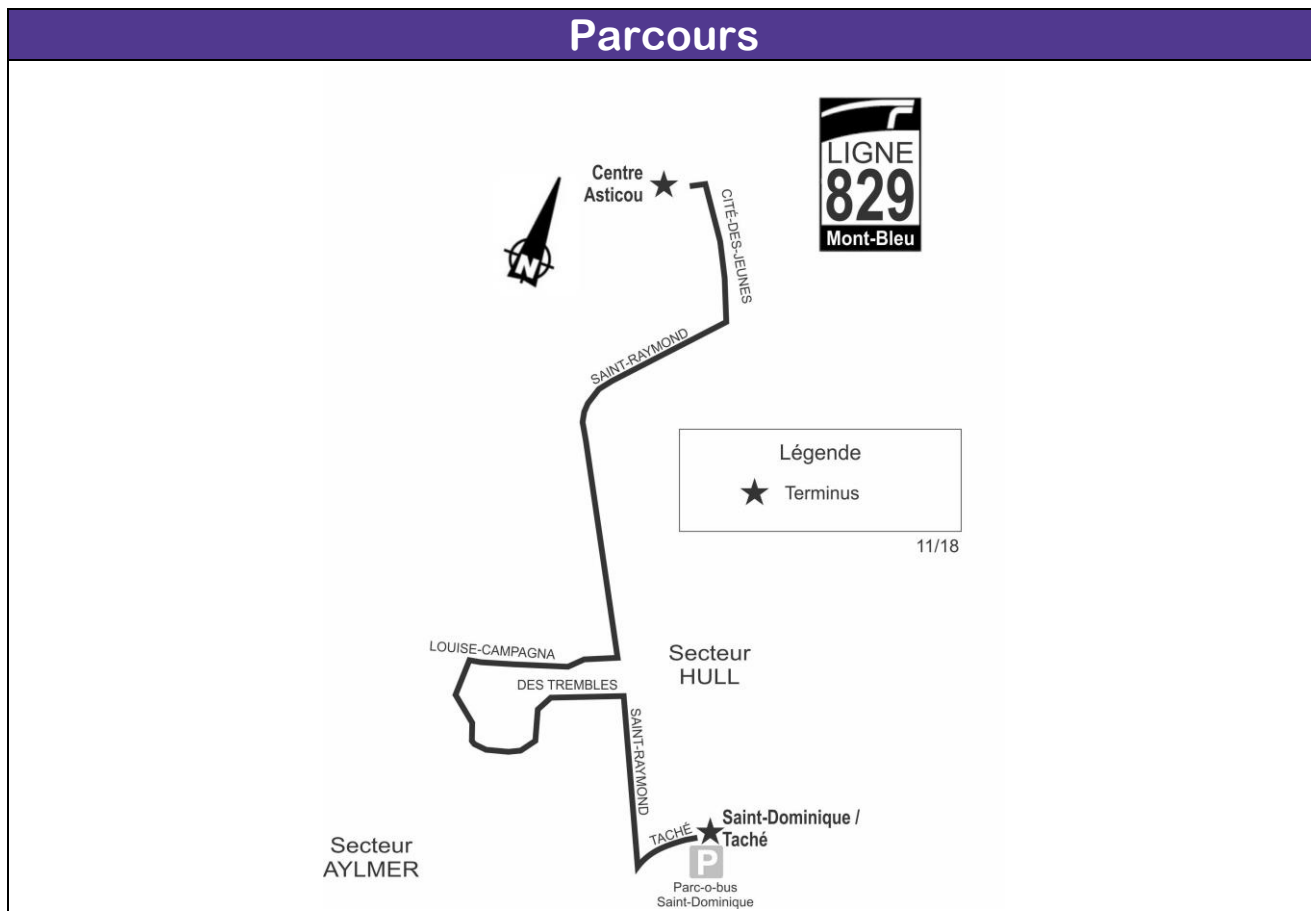 Parcours
LIGNE
829
Mont-Bleu
Centre
Asticou
CITÉ-DES-JEUNES
N
SAINT-RAYMOND
Légende
Terminus
11/18
LOUISE-CAMPAGNA
Secteur
HULL
DES TREMBLES
SAINT-RAYMOND
Saint-Dominique /
Taché
TACHÉ
P
Parc-o-bus
Saint-Dominique
Secteur
AYLMER